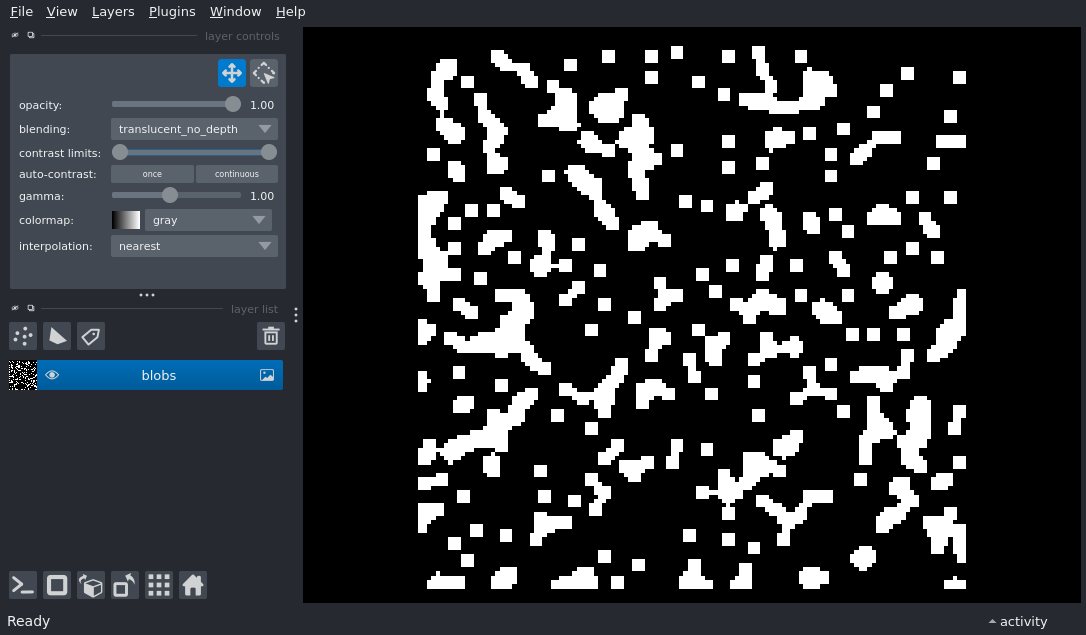 File View Layers Plugins Window Help
layer controls
opacity: 1.00
blending: translucent_no_depth
contrast limits:
auto-contrast: once continuous
gamma: 1.00
colormap: gray
interpolation: nearest
layer list
blobs
Ready
activity